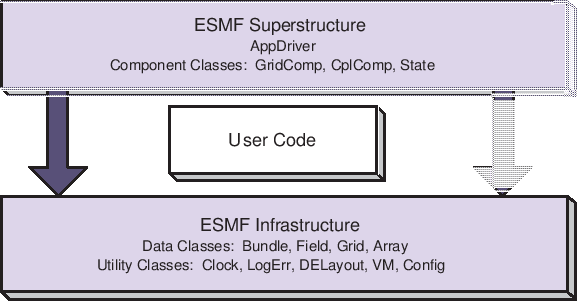 ESMF Superstructure
AppDriver
Component Classes: GridComp, CplComp, State
User Code
ESMF Infrastructure
Data Classes: Bundle, Field, Grid, Array
Utility Classes: Clock, LogErr, DELayout, VM, Config